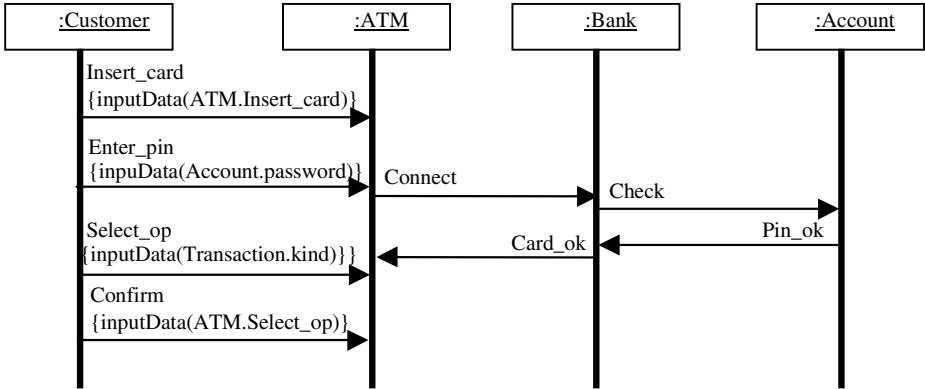 :Customer
:ATM
:Bank
:Account
Insert_card
{inputData(ATM.Insert_card)}
Enter_pin
{inpuData(Account.password)}
Connect
Check
Select_op
{inputData(Transaction.kind)}}
Card_ok
Pin_ok
Confirm
{inputData(ATM.Select_op)}